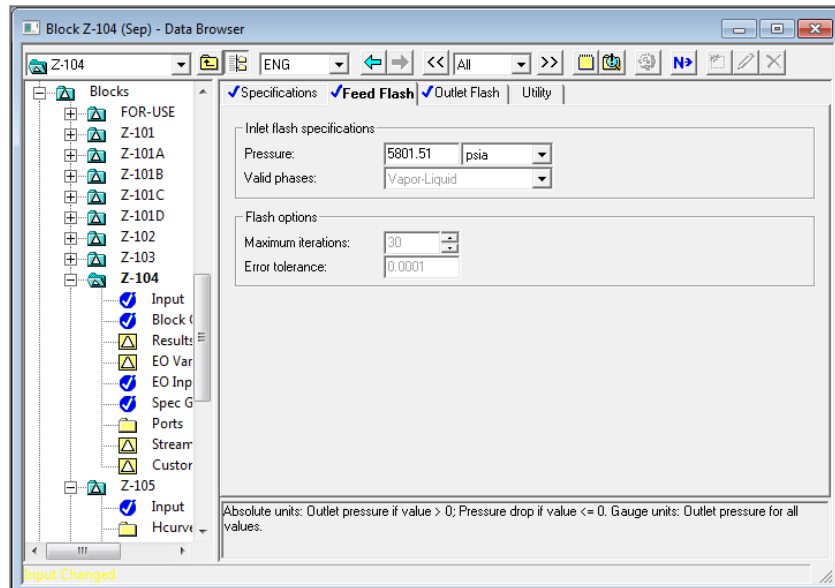 Block Z-104 (Sep) - Data Browser
Z-104 ENG << All >> N
Blocks
FOR-USE
Z-101
Z-101A
Z-101B
Z-101C
Z-101D
Z-102
Z-103
Z-104
Input
Block
Results
EO Var
EO Inp
Spec G
Ports
Stream
Custor
Z-105
Input
Hcurve
Specifications Feed Flash Outlet Flash Utility
Inlet flash specifications
Pressure: 5801.51 psia
Valid phases: Vapor-Liquid
Flash options
Maximum iterations: 30
Error tolerance: 0.0001
Absolute units: Outlet pressure if value > 0; Pressure drop if value <= 0. Gauge units: Outlet pressure for all
values.
Input Changed